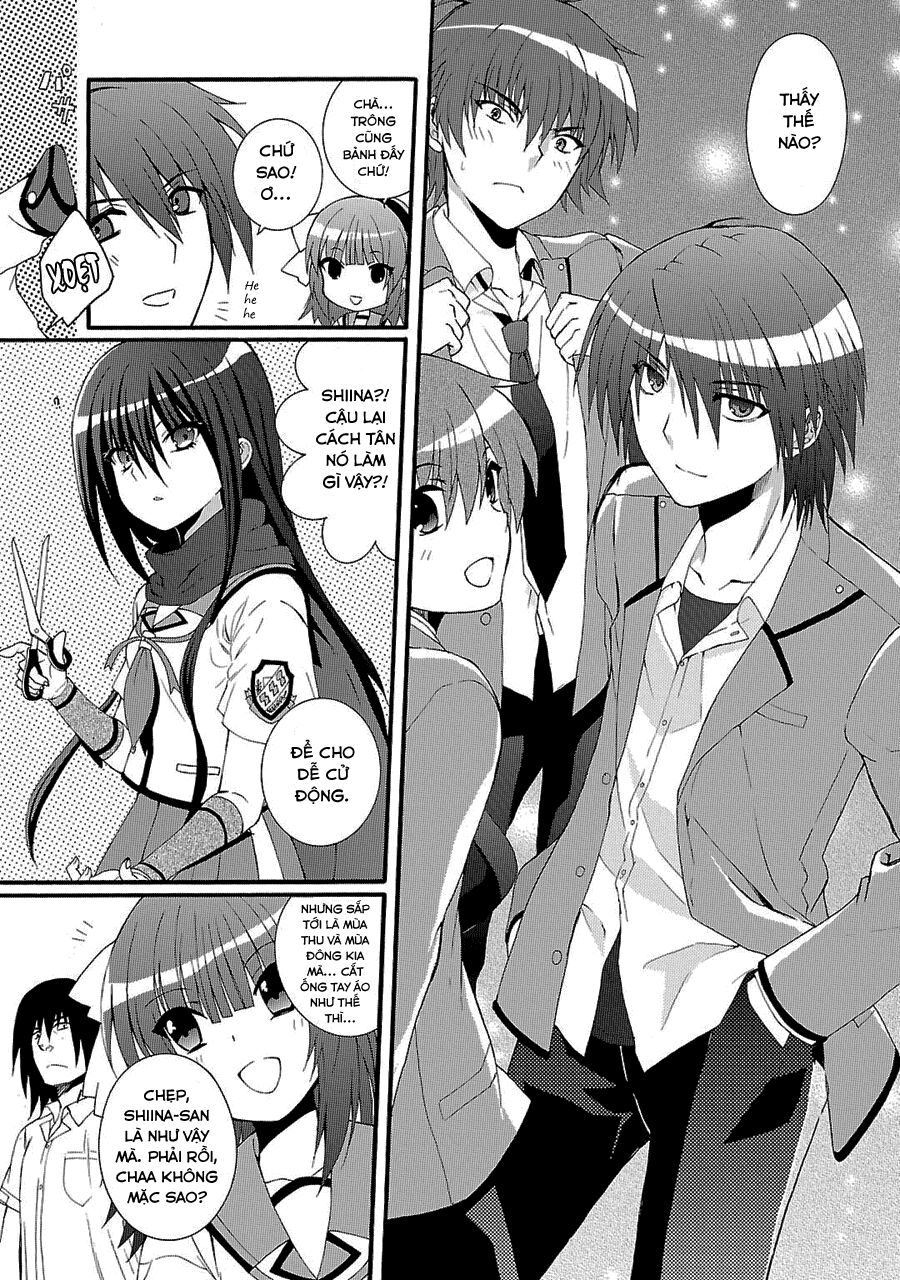 THẤY
THẾ
NÀO?
CHÀ...
TRÔNG
CŨNG
BẢNH ĐẤY
CHỨ!
CHỨ
SAO!
Ơ...
He
he
he
XOẸT
SHIINA?!
CẬU LẠI
CÁCH TÂN
NÓ LÀM
GÌ VẬY?!
ĐỂ CHO
DỄ CỬ
ĐỘNG.
NHƯNG SẮP
TỚI LÀ MÙA
THU VÀ MÙA
ĐÔNG KIA
MÀ... CẮT
ỐNG TAY ÁO
NHƯ THẾ
THÌ...
CHẸP,
SHIINA-SAN
LÀ NHƯ VẬY
MÀ. PHẢI RỒI,
CHAA KHÔNG
MẶC SAO?